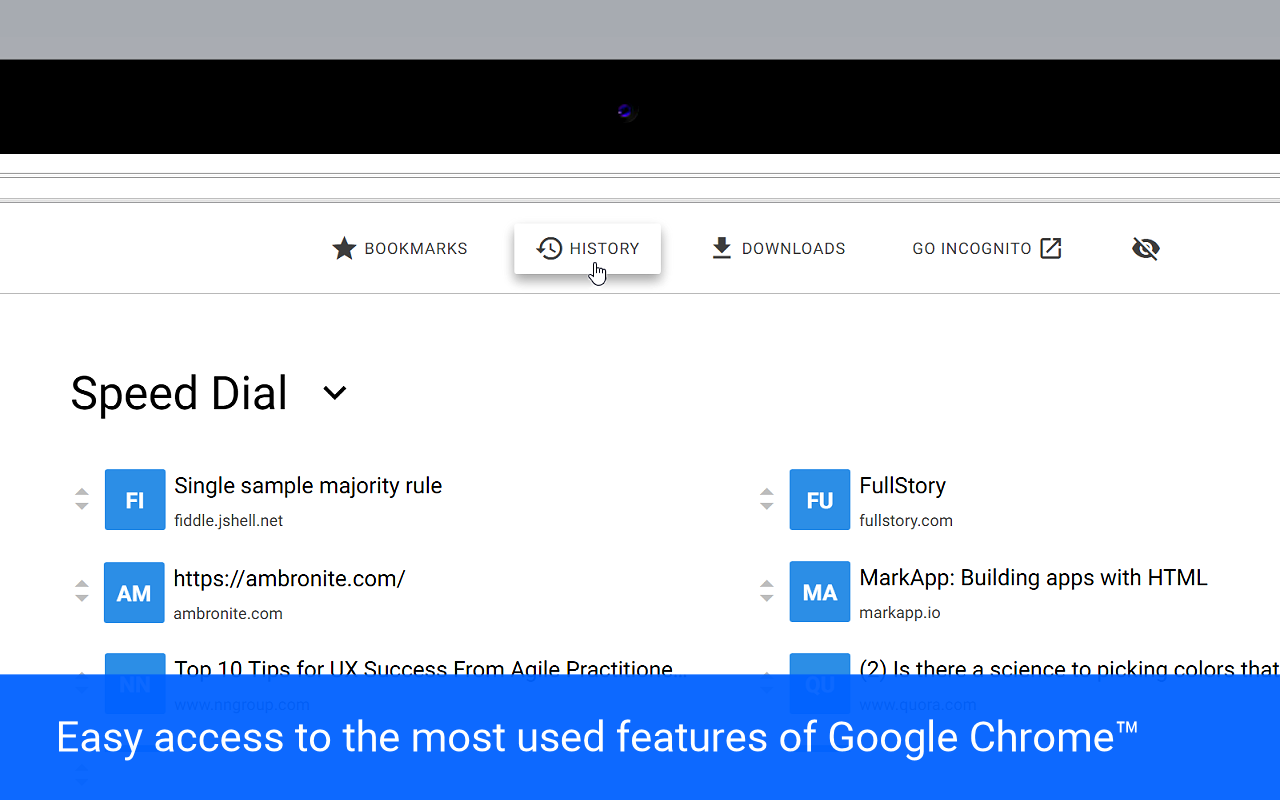 BOOKMARKS
HISTORY
DOWNLOADS
GO INCOGNITO
Speed Dial
FI
Single sample majority rule
fiddle.jshell.net
FU
FullStory
fullstory.com
AM
https://ambronite.com/
ambronite.com
MA
MarkApp: Building apps with HTML
markapp.io
NN
Top 10 Tips for UX Success From Agile Practitione...
www.nngroup.com
QU
(2) Is there a science to picking colors that
www.quora.com
Easy access to the most used features of Google Chrome™